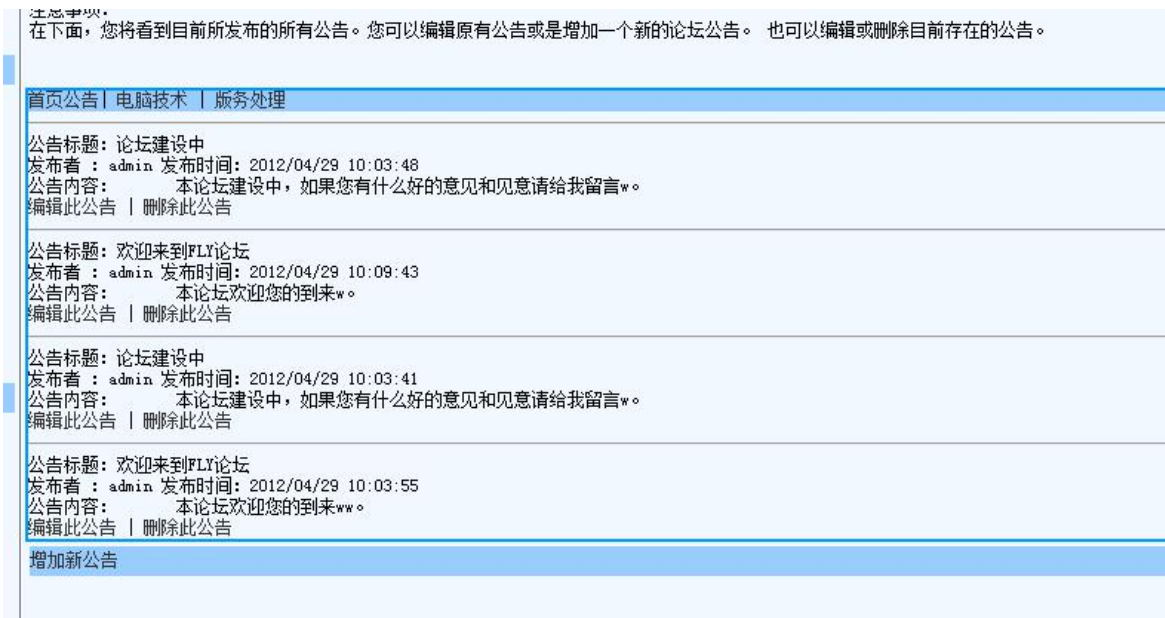 注意事项：
在下面，您将看到目前所发布的所有公告。您可以编辑原有公告或是增加一个新的论坛公告。 也可以编辑或删除目前存在的公告。
首页公告| 电脑技术 | 版务处理
公告标题：论坛建设中
发布者 ：admin 发布时间：2012/04/29 10:03:48
公告内容： 本论坛建设中，如果您有什么好的意见和见意请给我留言w。
编辑此公告 | 删除此公告
公告标题：欢迎来到FLY论坛
发布者 ：admin 发布时间：2012/04/29 10:09:43
公告内容： 本论坛欢迎您的到来w。
编辑此公告 | 删除此公告
公告标题：论坛建设中
发布者 ：admin 发布时间：2012/04/29 10:03:41
公告内容： 本论坛建设中，如果您有什么好的意见和见意请给我留言w。
编辑此公告 | 删除此公告
公告标题：欢迎来到FLY论坛
发布者 ：admin 发布时间：2012/04/29 10:03:55
公告内容： 本论坛欢迎您的到来ww。
编辑此公告 | 删除此公告
增加新公告